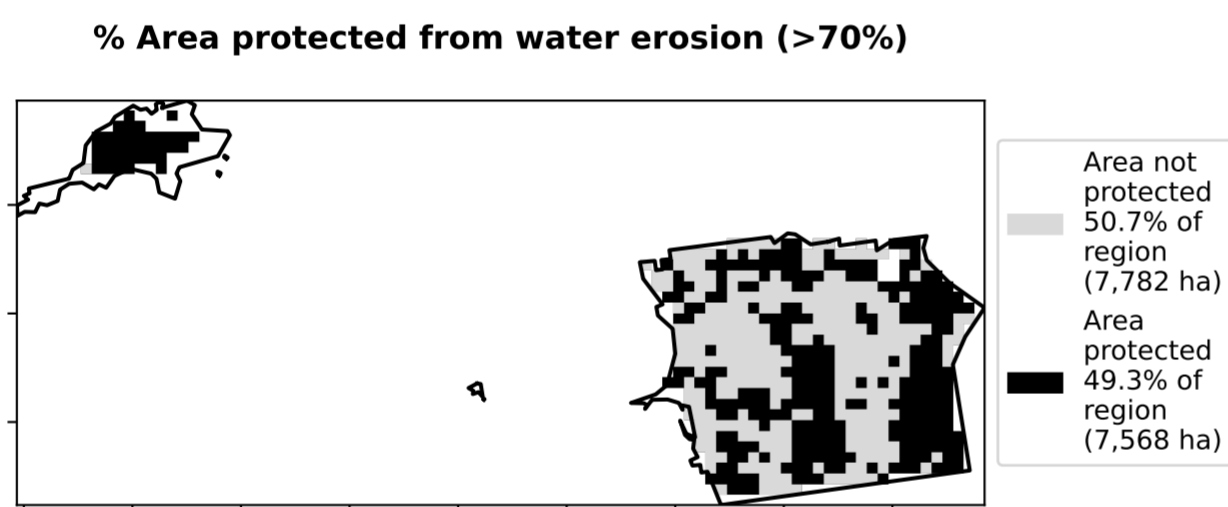 % Area protected from water erosion (>70%)
Area not
protected
50.7% of
region
(7,782 ha)
Area
protected
49.3% of
region
(7,568 ha)